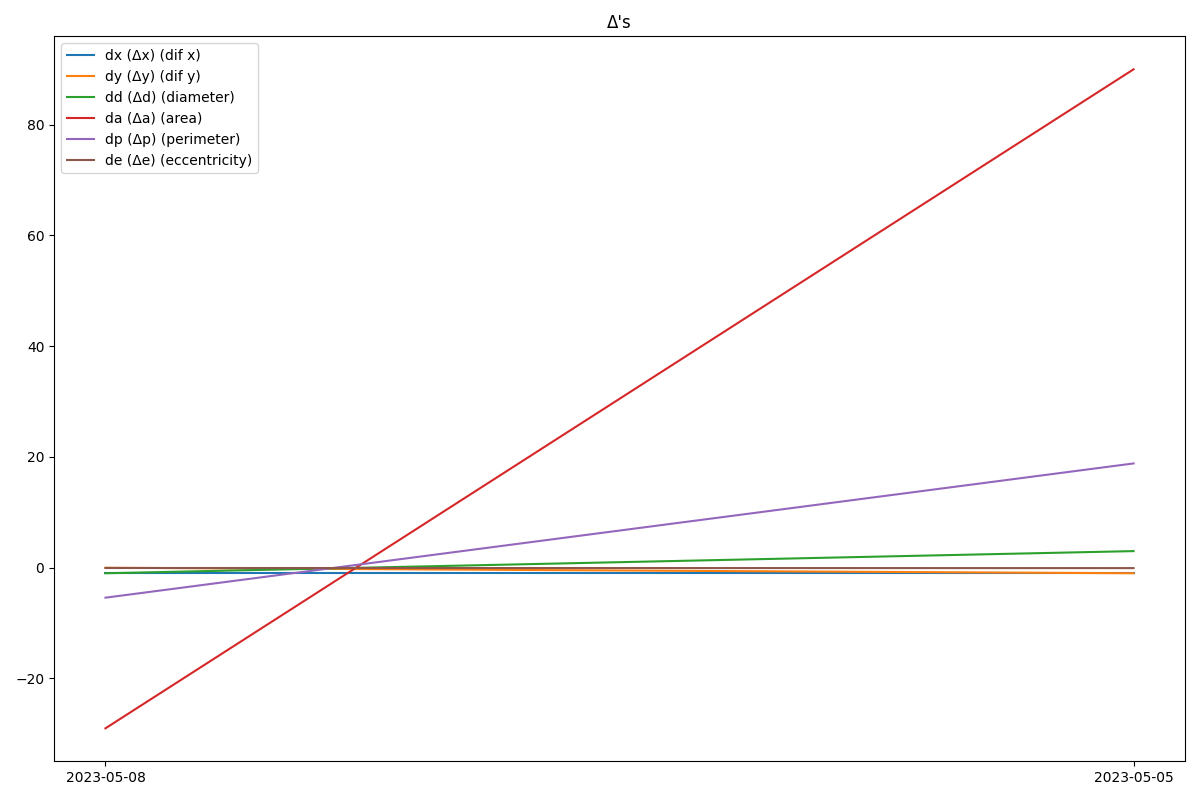 Δ's
dx (Δx) (dif x)
dy (Δy) (dif y)
dd (Δd) (diameter)
da (Δa) (area)
dp (Δp) (perimeter)
de (Δe) (eccentricity)
80
60
40
20
0
−20
2023-05-08 2023-05-05